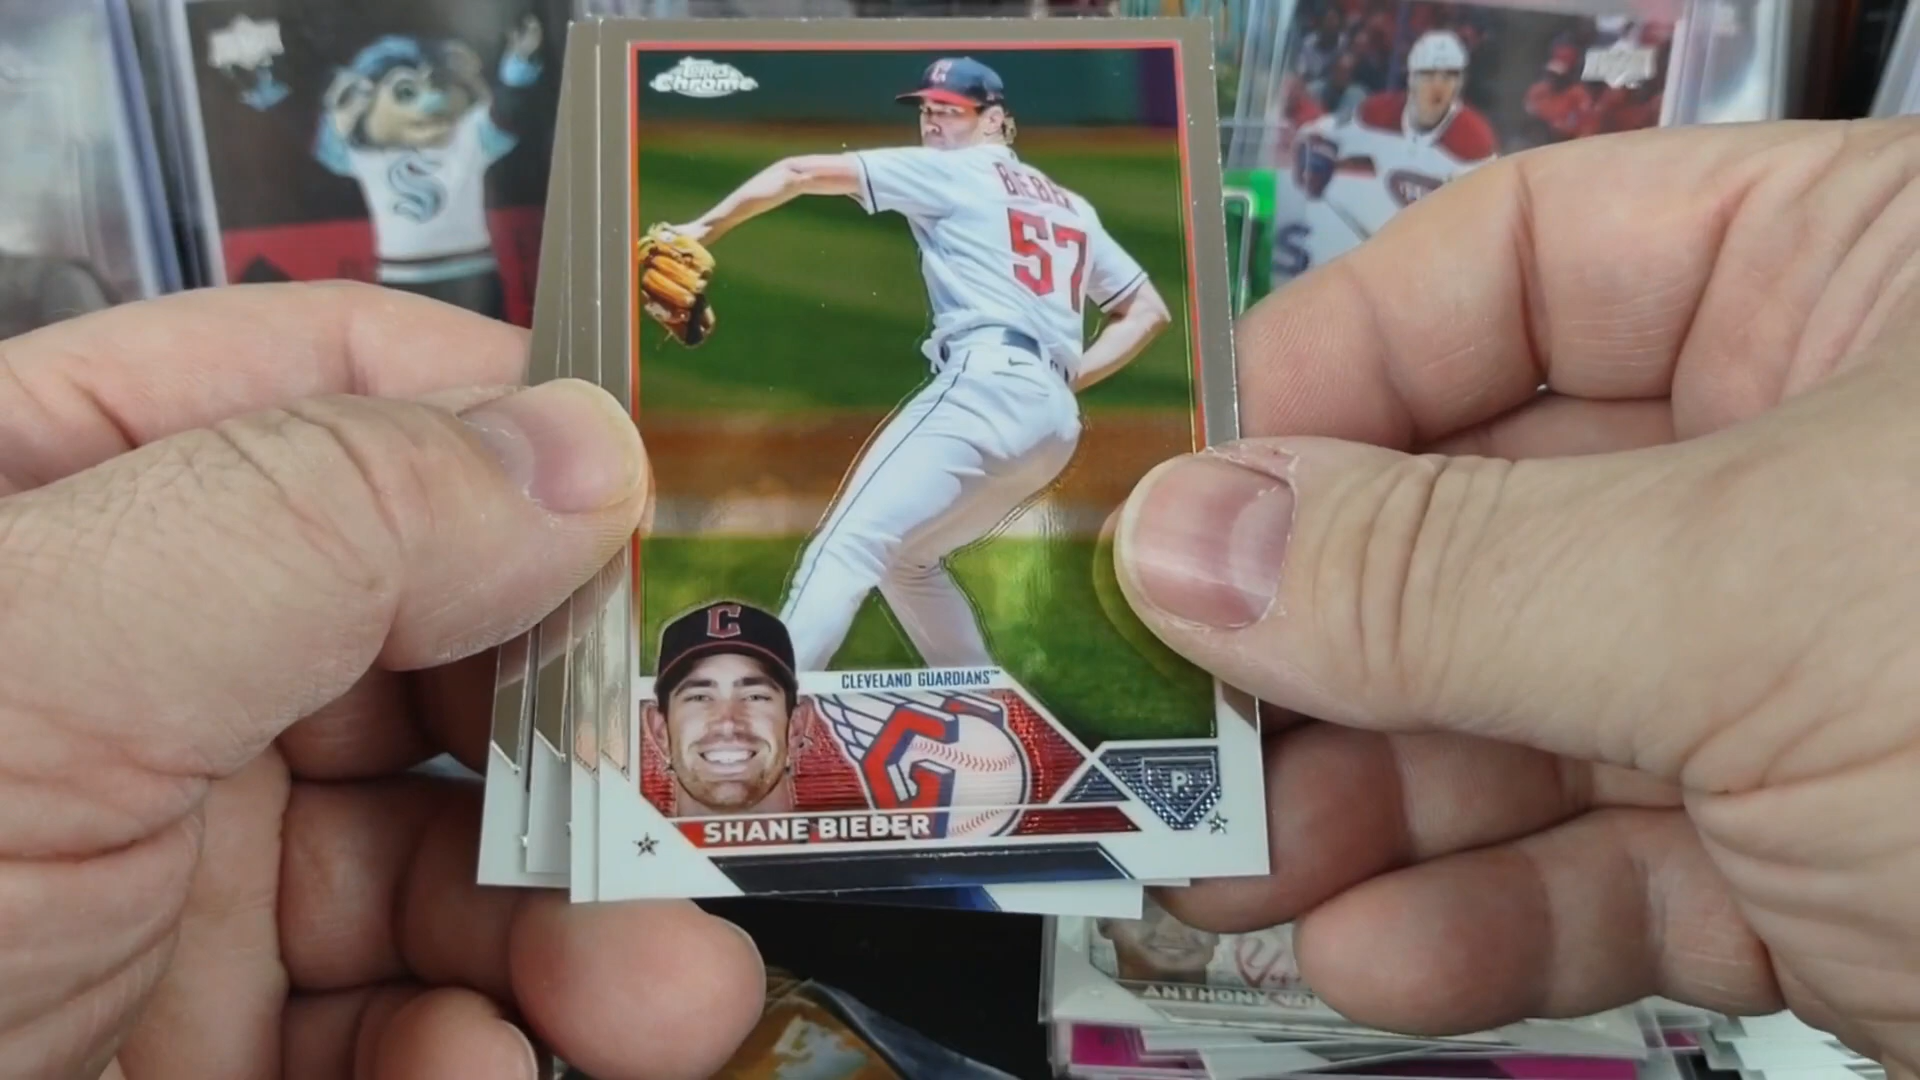 Topps
Chrome
C
BIEBER
57
C
CLEVELAND GUARDIANS™
G
P
SHANE BIEBER
S
ANTHONY